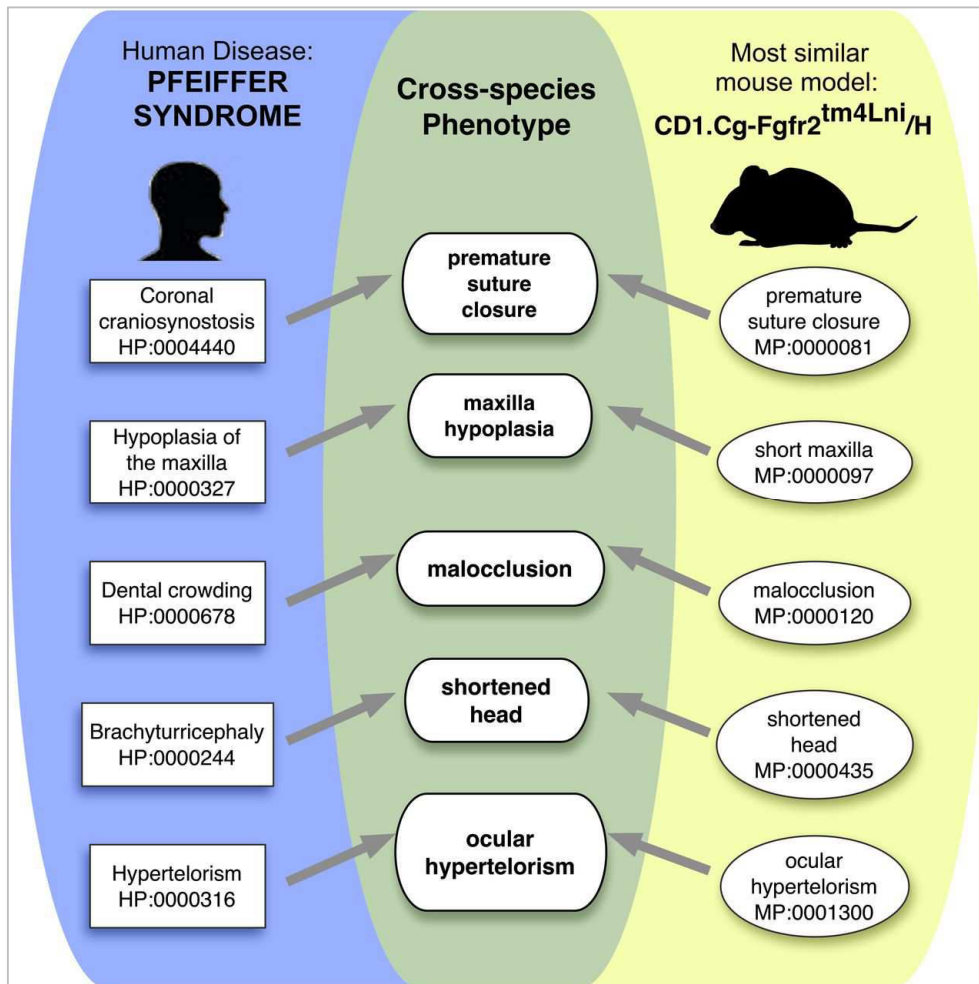 Human Disease:
PFEIFFER
SYNDROME
Cross-species
Phenotype
Most similar
mouse model:
CD1.Cg-Fgfr2tm4Lni/H
Coronal
craniosynostosis
HP:0004440
premature
suture
closure
premature
suture closure
MP:0000081
Hypoplasia of
the maxilla
HP:0000327
maxilla
hypoplasia
short maxilla
MP:0000097
Dental crowding
HP:0000678
malocclusion
malocclusion
MP:0000120
Brachyturricephaly
HP:0000244
shortened
head
shortened
head
MP:0000435
Hypertelorism
HP:0000316
ocular
hypertelorism
ocular
hypertelorism
MP:0001300